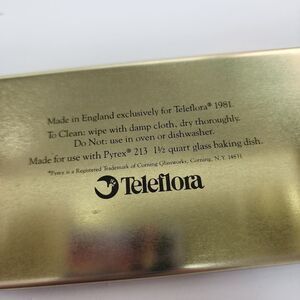 Made in England exclusively for Teleflora® 1981.
To Clean: wipe with damp cloth, dry thoroughly.
Do Not: use in oven or dishwasher.
Made for use with Pyrex® 213 1½ quart glass baking dish.
*Pyrex is a Registered Trademark of Corning Glassworks, Corning, N.Y. 14831
Teleflora